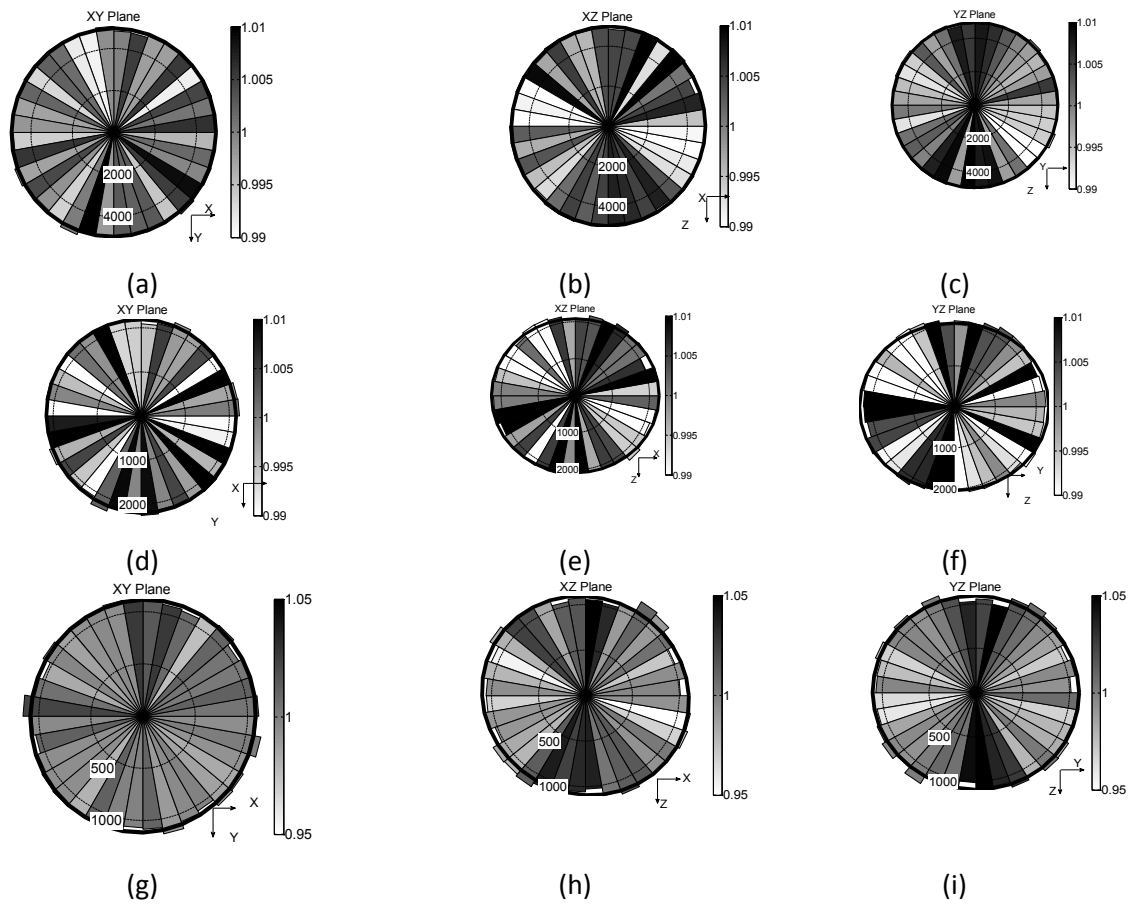 XY Plane
1.01
1.005
1
0.995
0.99
2000
4000
X
Y
(a)
XZ Plane
1.01
1.005
1
0.995
0.99
2000
4000
X
Z
(b)
YZ Plane
1.01
1.005
1
0.995
0.99
2000
4000
Y
Z
(c)
XY Plane
1.01
1.005
1
0.995
0.99
1000
2000
X
Y
(d)
XZ Plane
1.01
1.005
1
0.995
0.99
1000
2000
X
Z
(e)
YZ Plane
1.01
1.005
1
0.995
0.99
1000
2000
Y
Z
(f)
XY Plane
1.05
1
0.95
500
1000
X
Y
(g)
XZ Plane
1.05
1
0.95
500
1000
X
Z
(h)
YZ Plane
1.05
1
0.95
500
1000
Y
Z
(i)